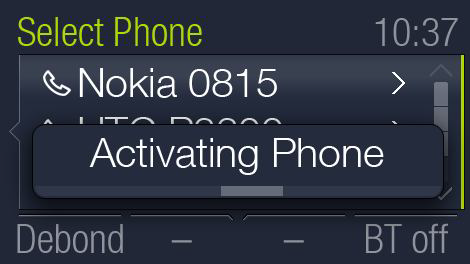 Select Phone 10:37
Nokia 0815
Activating Phone
Debond – – BT off